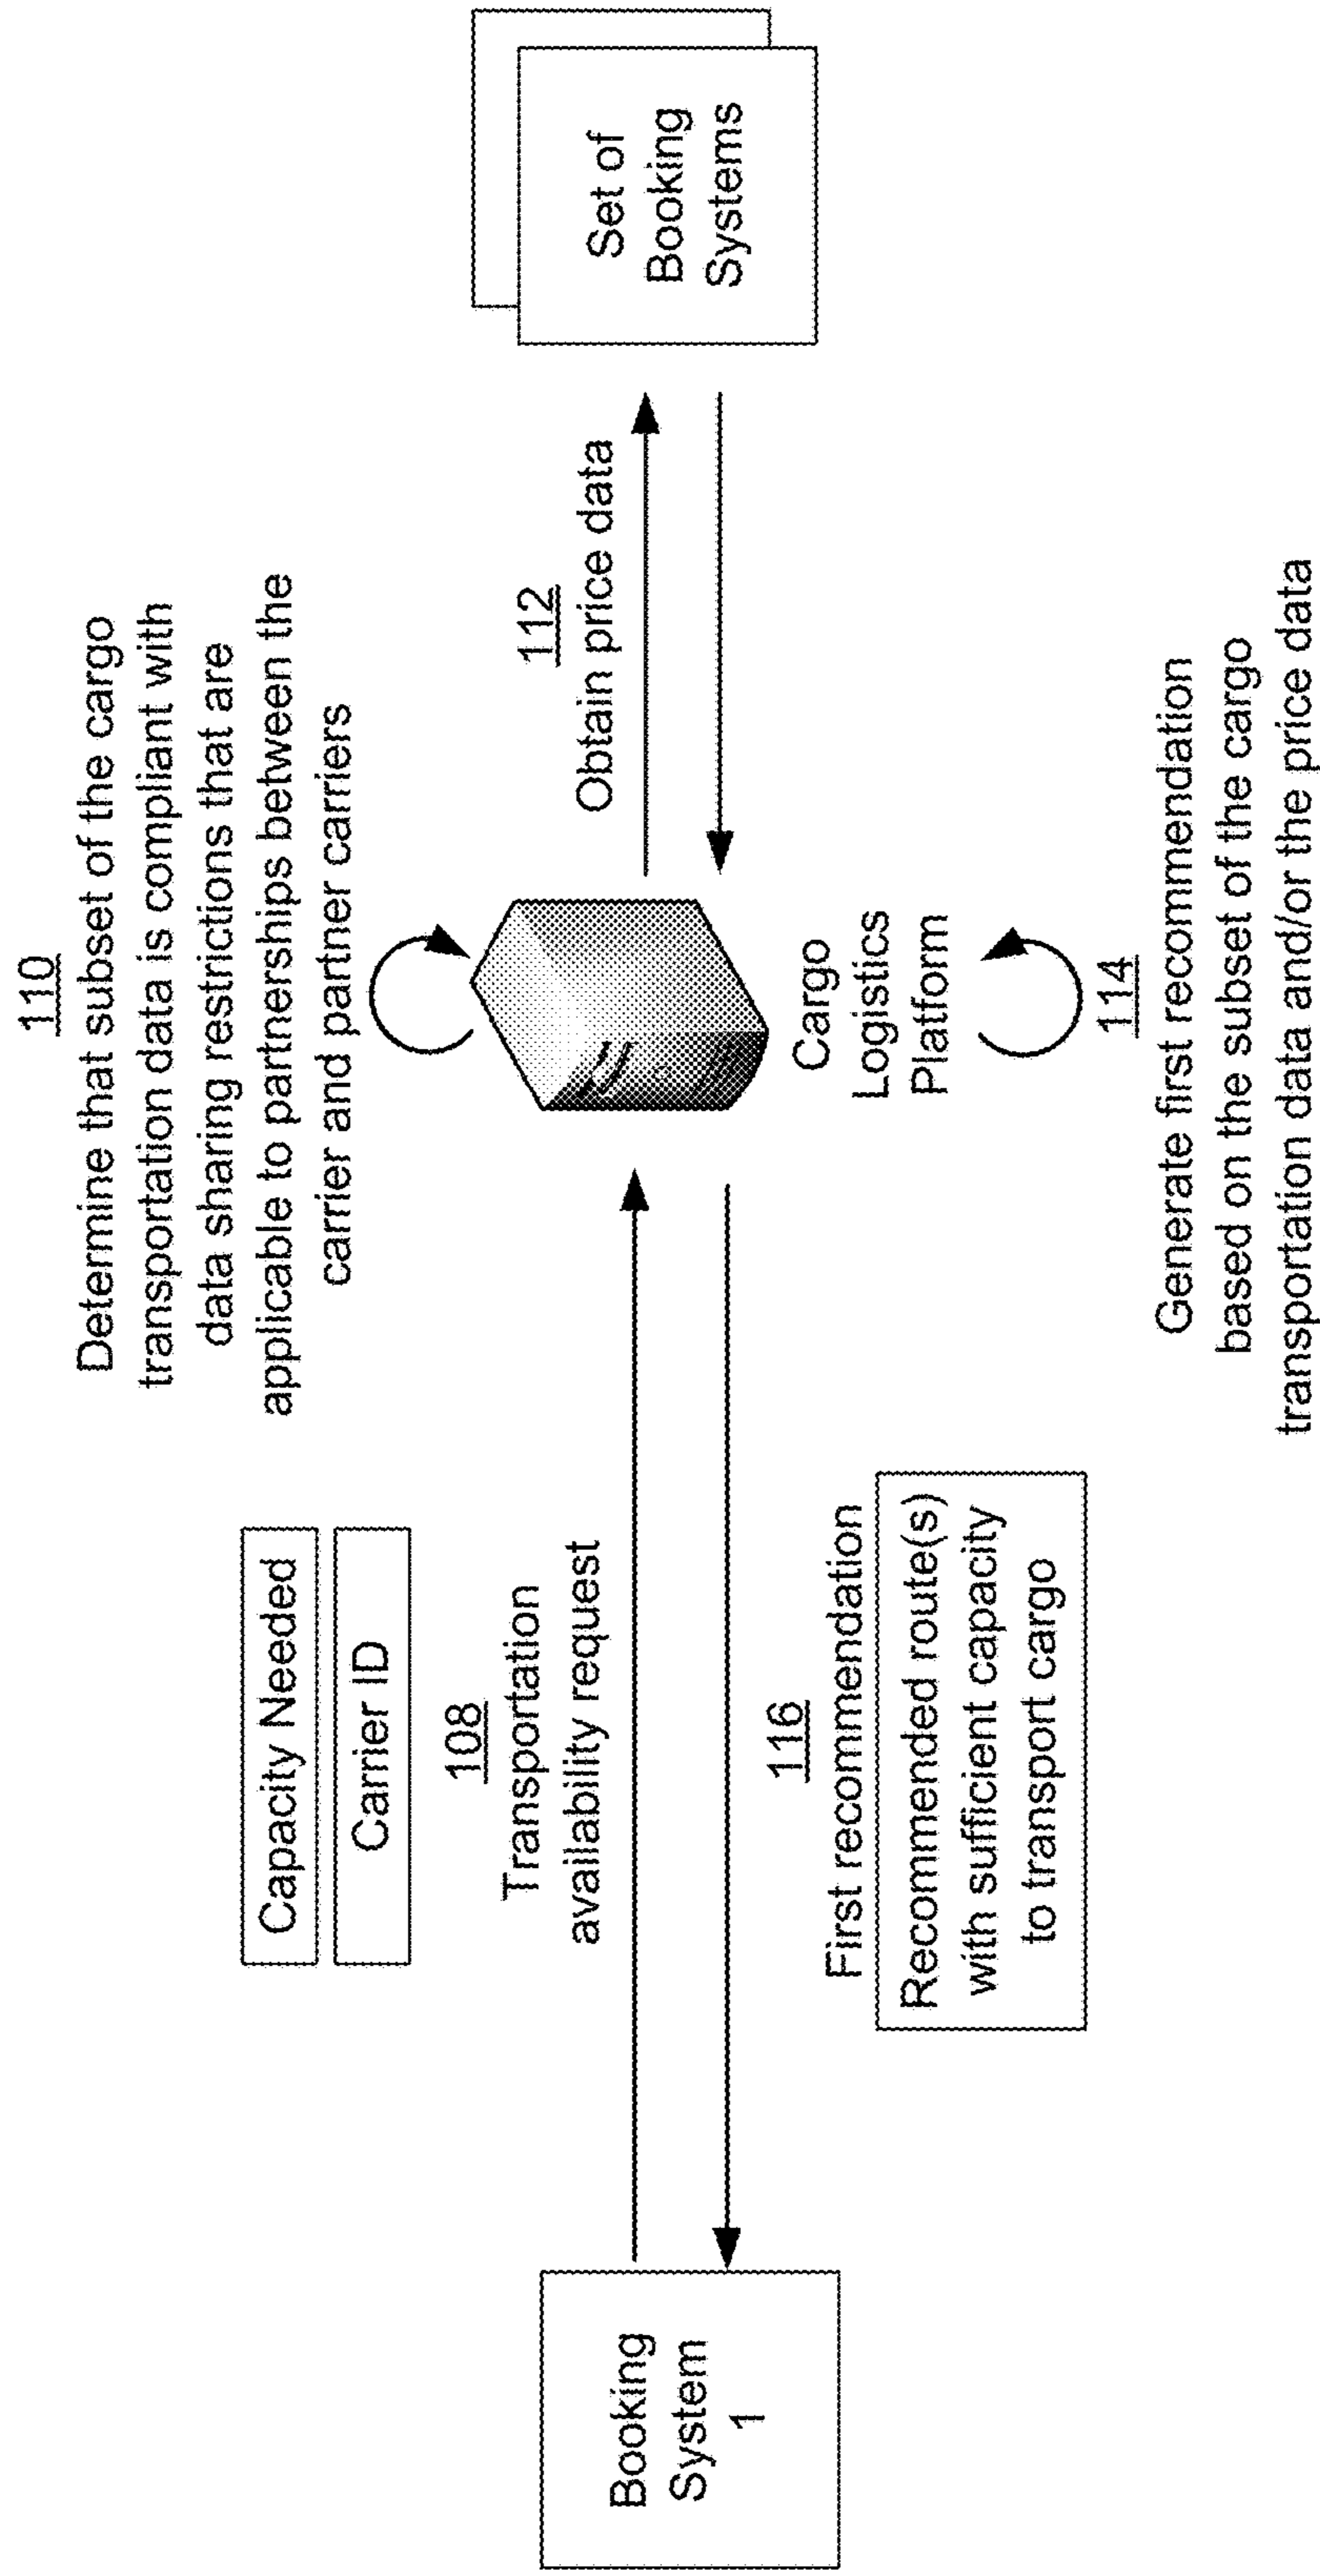 110
Determine that subset of the cargo
transportation data is compliant with
data sharing restrictions that are
applicable to partnerships between the
carrier and partner carriers
Capacity Needed
Carrier ID
108
Transportation
availability request
112
Obtain price data
Booking
System
1
Cargo
Logistics
Platform
Set of
Booking
Systems
116
First recommendation
Recommended route(s)
with sufficient capacity
to transport cargo
114
Generate first recommendation
based on the subset of the cargo
transportation data and/or the price data